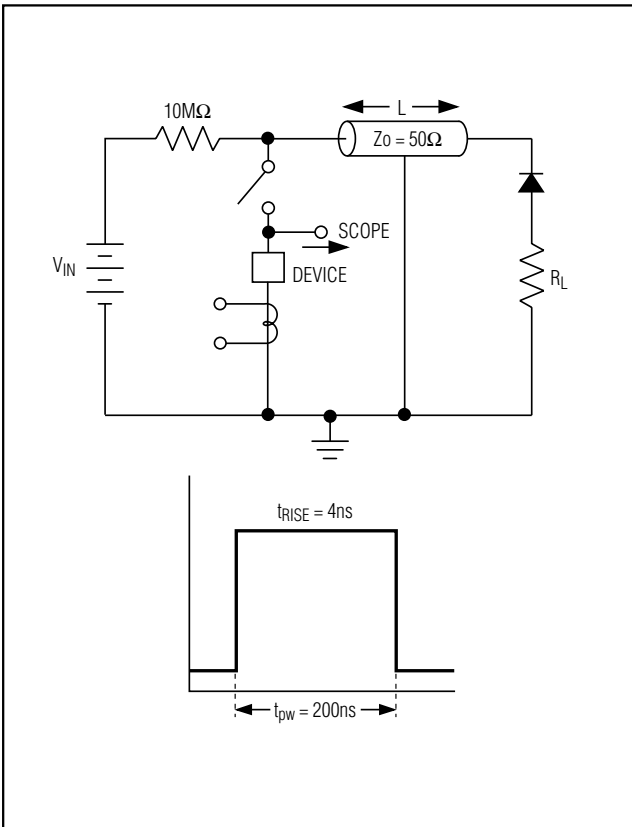 10MΩ
L
Zo = 50Ω
SCOPE
VIN
DEVICE
RL
tRISE = 4ns
tpw = 200ns